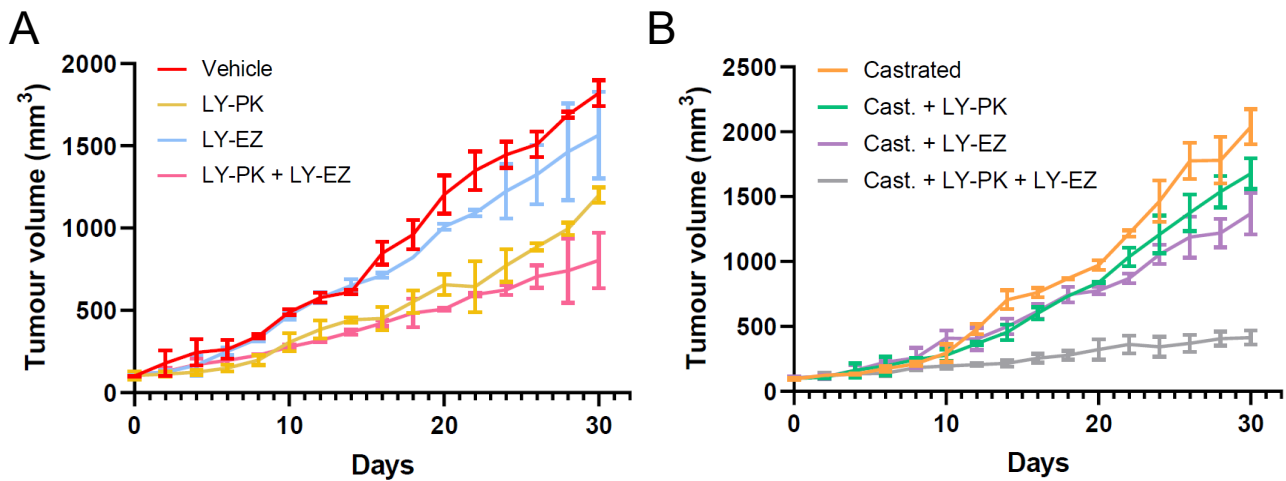 A
Tumour volume (mm³)
2000
1500
1000
500
0
Vehicle
LY-PK
LY-EZ
LY-PK + LY-EZ
0 10 20 30
Days
B
Tumour volume (mm³)
2500
2000
1500
1000
500
0
Castrated
Cast. + LY-PK
Cast. + LY-EZ
Cast. + LY-PK + LY-EZ
0 10 20 30
Days